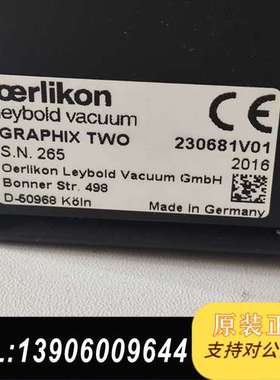 œrlikon
leybold vacuum
CE
GRAPHIX TWO 230681V01
S.N. 265 2016
Oerlikon Leybold Vacuum GmbH
Bonner Str. 498
D-50968 Köln Made in Germany
原装正
支持对公
L:13906009644